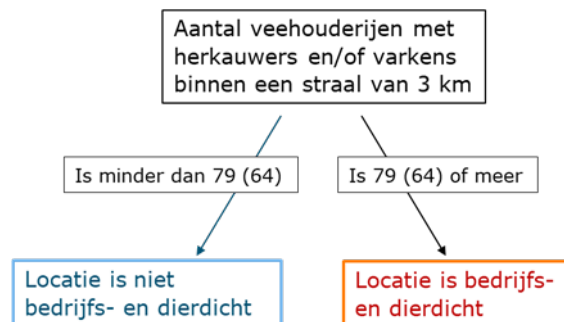 Aantal veehouderijen met
herkauwers en/of varkens
binnen een straal van 3 km
Is minder dan 79 (64)
Is 79 (64) of meer
Locatie is niet
bedrijfs- en dierdicht
Locatie is bedrijfs-
en dierdicht